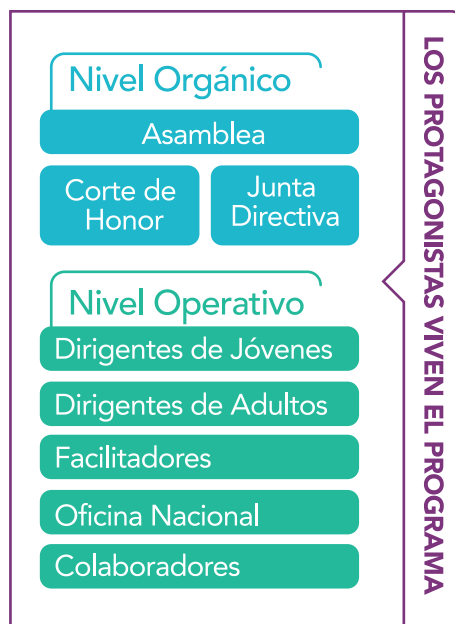 Nivel Orgánico
Asamblea
Corte de
Honor
Junta
Directiva
Nivel Operativo
Dirigentes de Jóvenes
Dirigentes de Adultos
Facilitadores
Oficina Nacional
Colaboradores
LOS PROTAGONISTAS VIVEN EL PROGRAMA